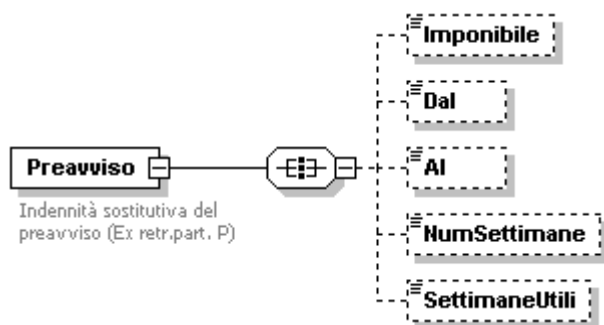 Imponibile
Dal
Al
Preavviso
Indennità sostitutiva del
preavviso (Ex retr.part. P)
NumSettimane
SettimaneUtili